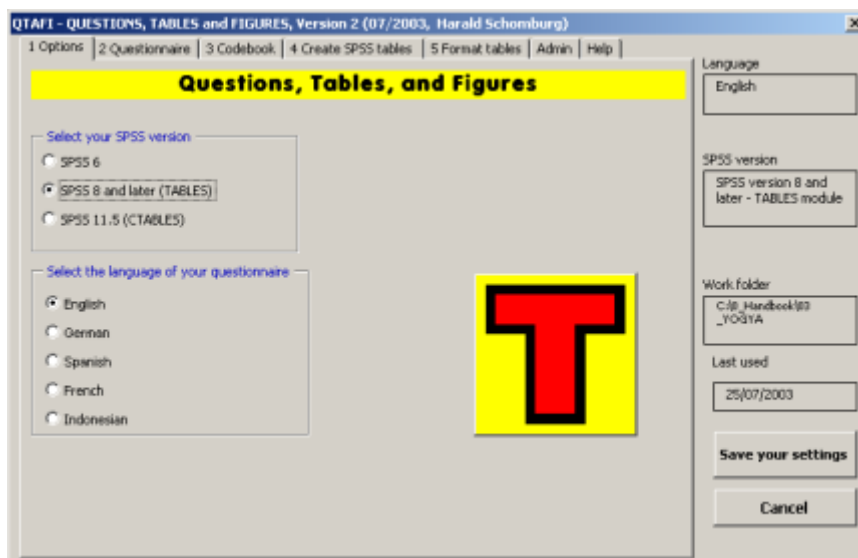 QTAFI - QUESTIONS, TABLES and FIGURES, Version 2 (07/2003, Harald Schomburg)
1 Options
2 Questionnaire
3 Codebook
4 Create SPSS tables
5 Format tables
Admin
Help
Questions, Tables, and Figures
Select your SPSS version
SPSS 6
SPSS 8 and later (TABLES)
SPSS 11.5 (CTABLES)
Select the language of your questionnaire
English
German
Spanish
French
Indonesian
T
Language
English
SPSS version
SPSS version 8 and
later - TABLES module
Work folder
_YOGYA
Last used
25/07/2003
Save your settings
Cancel